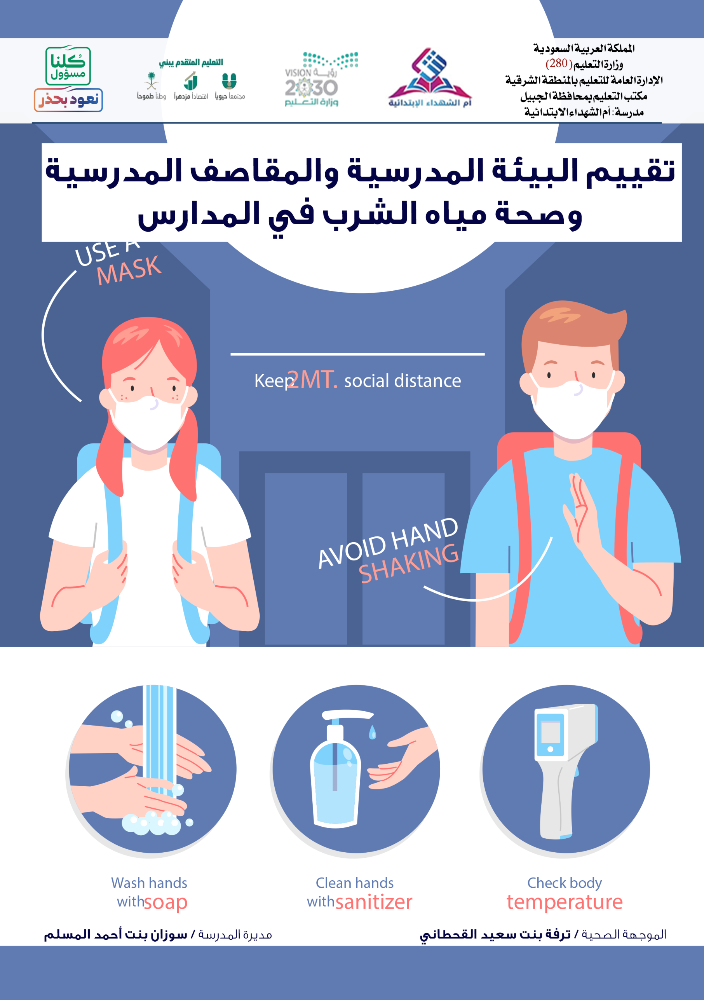 المملكة العربية السعودية
وزارة التعليم (280)
الإدارة العامة للتعليم بالمنطقة الشرقية
مكتب التعليم بمحافظة الجبيل
مدرسة : أم الشهداء الابتدائية
أم الشهداء الإبتدائية
VISION رؤية
2030
وزارة التعليم
التعليم المتقدم يبني
مجتمعاً حيوياً اقتصاداً مزدهراً وطناً طموحاً
كُلنا
مسؤول
نعود بحذر
تقييم البيئة المدرسية والمقاصف المدرسية
وصحة مياه الشرب في المدارس
USE A
MASK
Keep 2MT. social distance
AVOID HAND
SHAKING
Wash hands
with soap
Clean hands
with sanitizer
Check body
temperature
الموجهة الصحية / ترفة بنت سعيد القحطاني
مديرة المدرسة / سوزان بنت أحمد المسلم